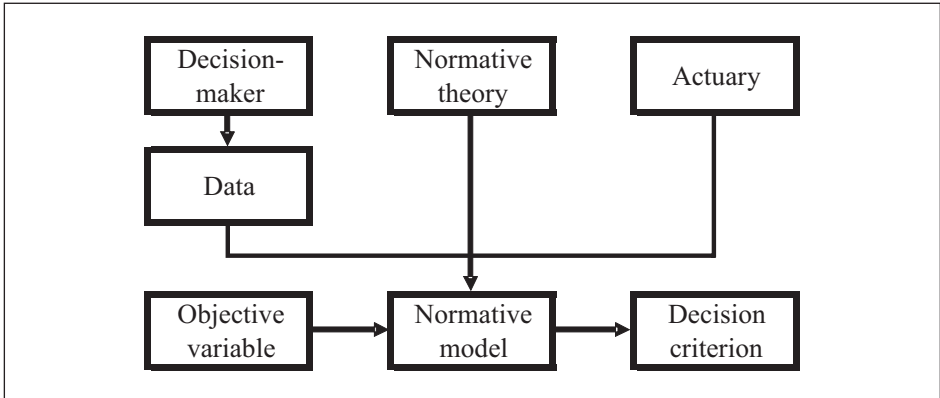 Decision-
maker
Normative
theory
Actuary
Data
Objective
variable
Normative
model
Decision
criterion